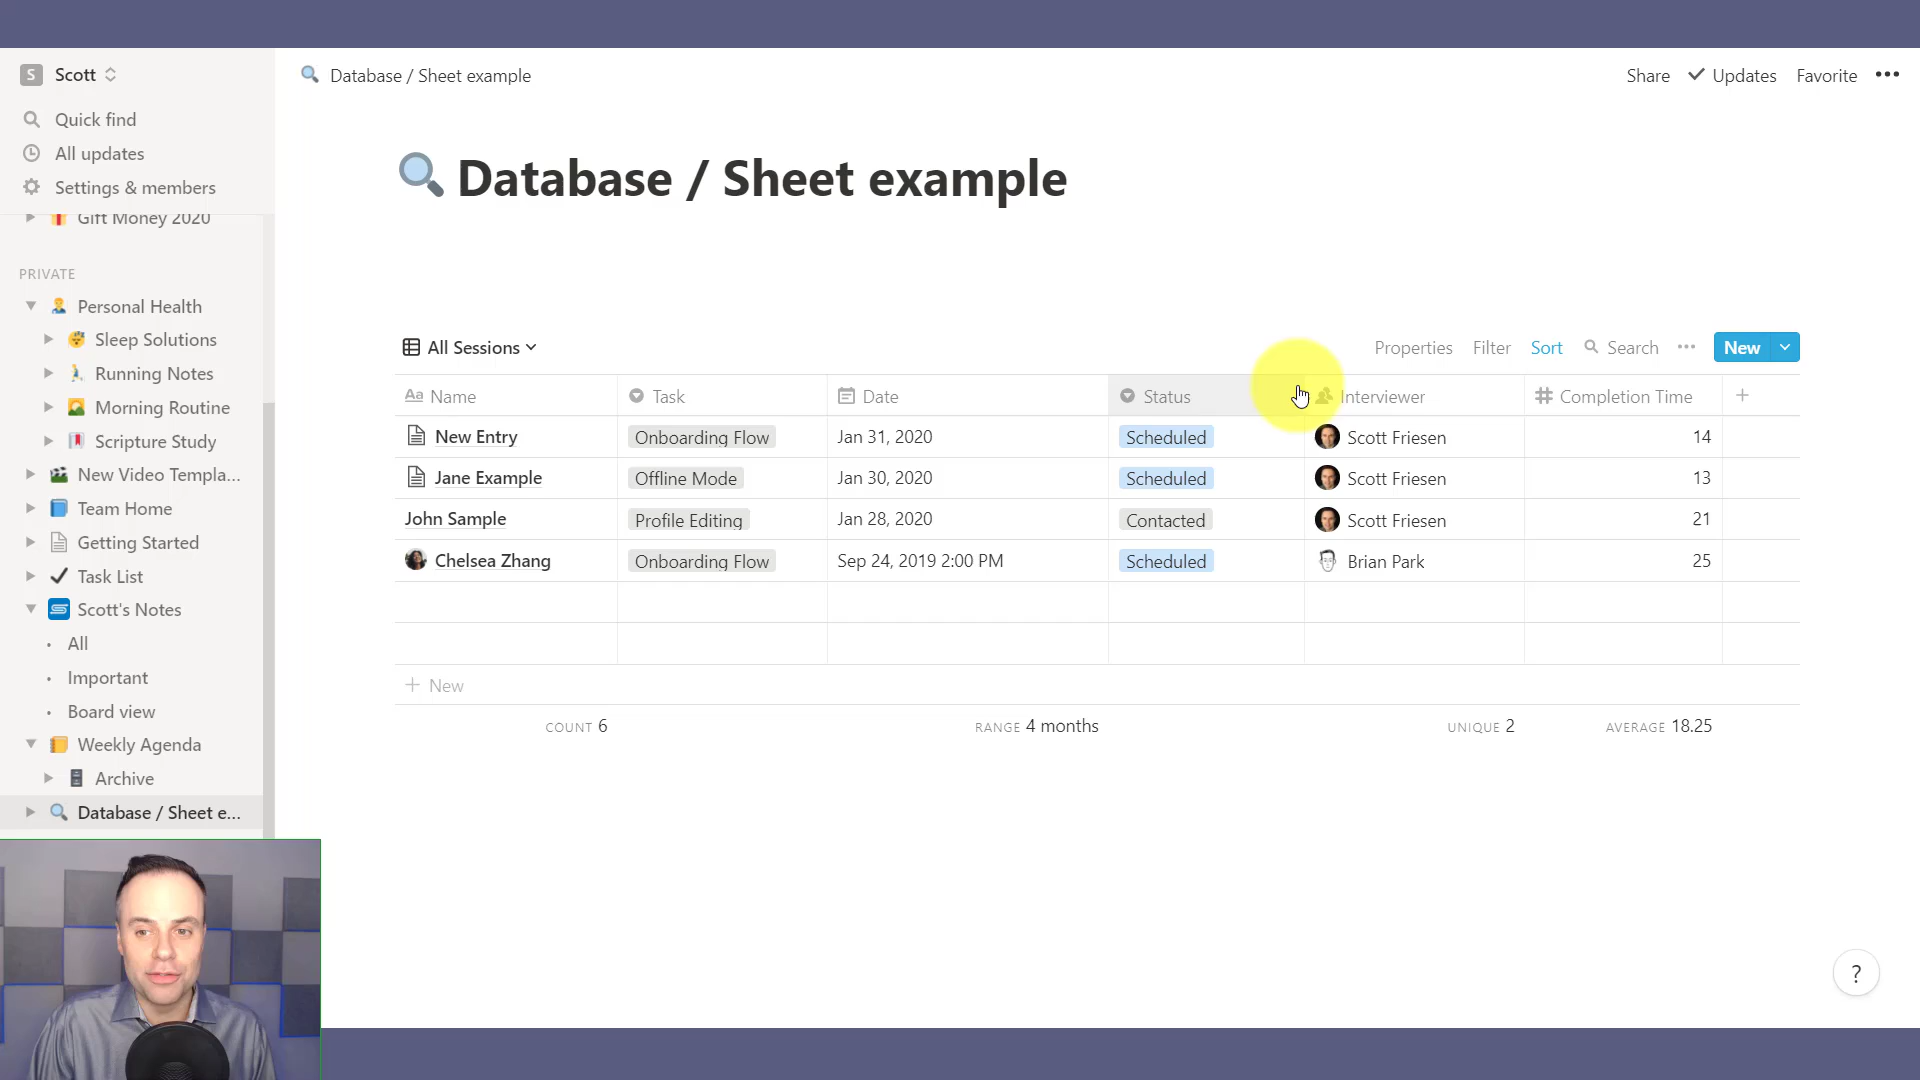 S Scott
Quick find
All updates
Settings & members
Gift Money 2020
PRIVATE
Personal Health
Sleep Solutions
Running Notes
Morning Routine
Scripture Study
New Video Templa...
Team Home
Getting Started
Task List
Scott's Notes
All
Important
Board view
Weekly Agenda
Archive
Database / Sheet e...
Database / Sheet example
Share Updates Favorite
Database / Sheet example
All Sessions
Properties Filter Sort Search New
Aa Name Task Date Status Interviewer # Completion Time +
New Entry Onboarding Flow Jan 31, 2020 Scheduled Scott Friesen 14
Jane Example Offline Mode Jan 30, 2020 Scheduled Scott Friesen 13
John Sample Profile Editing Jan 28, 2020 Contacted Scott Friesen 21
Chelsea Zhang Onboarding Flow Sep 24, 2019 2:00 PM Scheduled Brian Park 25
+ New
COUNT 6 RANGE 4 months UNIQUE 2 AVERAGE 18.25
?